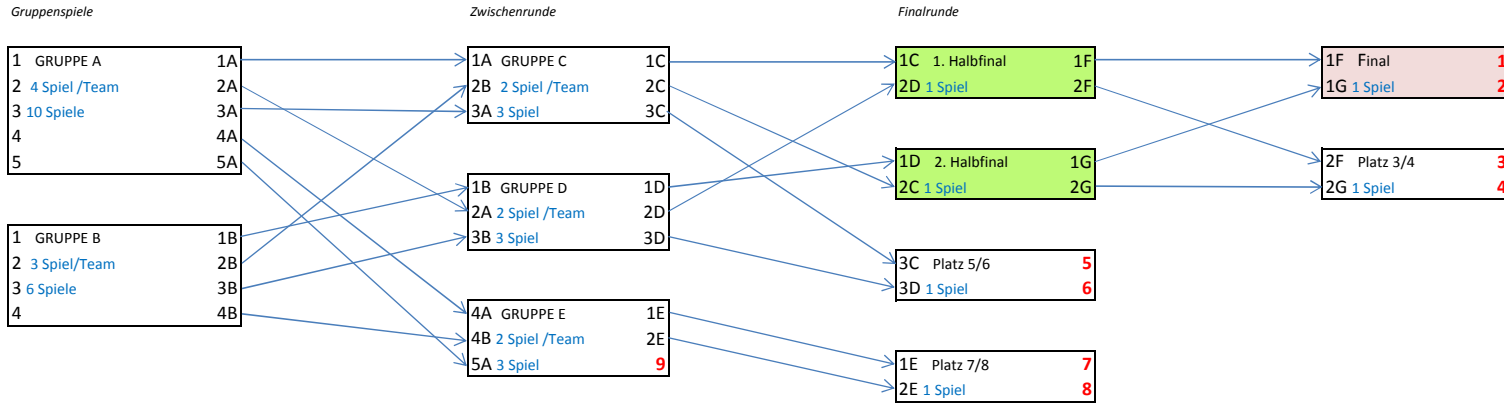 Gruppenspiele
Zwischenrunde
Finalrunde
1 GRUPPE A 1A
2 4 Spiel /Team 2A
3 10 Spiele 3A
4 4A
5 5A
1 GRUPPE B 1B
2 3 Spiel/Team 2B
3 6 Spiele 3B
4 4B
1A GRUPPE C 1C
2B 2 Spiel /Team 2C
3A 3 Spiel 3C
1B GRUPPE D 1D
2A 2 Spiel /Team 2D
3B 3 Spiel 3D
4A GRUPPE E 1E
4B 2 Spiel /Team 2E
5A 3 Spiel 9
1C 1. Halbfinal 1F
2D 1 Spiel 2F
1D 2. Halbfinal 1G
2C 1 Spiel 2G
3C Platz 5/6 5
3D 1 Spiel 6
1E Platz 7/8 7
2E 1 Spiel 8
1F Final 1
1G 1 Spiel 2
2F Platz 3/4 3
2G 1 Spiel 4